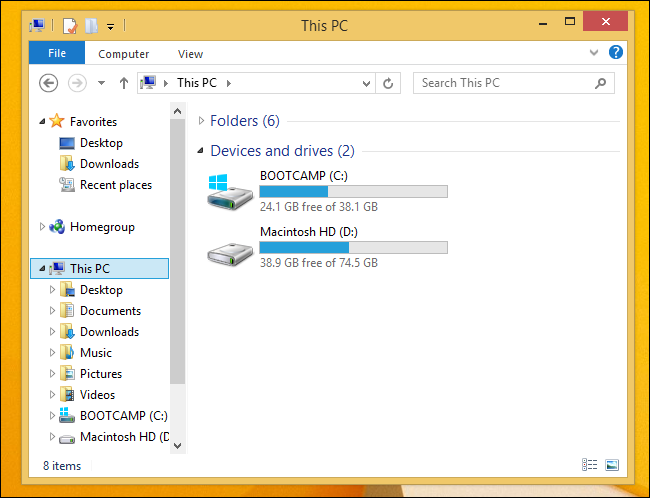 This PC
File
Computer
View
This PC
Search This PC
Favorites
Desktop
Downloads
Recent places
Homegroup
This PC
Desktop
Documents
Downloads
Music
Pictures
Videos
BOOTCAMP (C:)
Macintosh HD (D
Folders (6)
Devices and drives (2)
BOOTCAMP (C:)
24.1 GB free of 38.1 GB
Macintosh HD (D:)
38.9 GB free of 74.5 GB
8 items